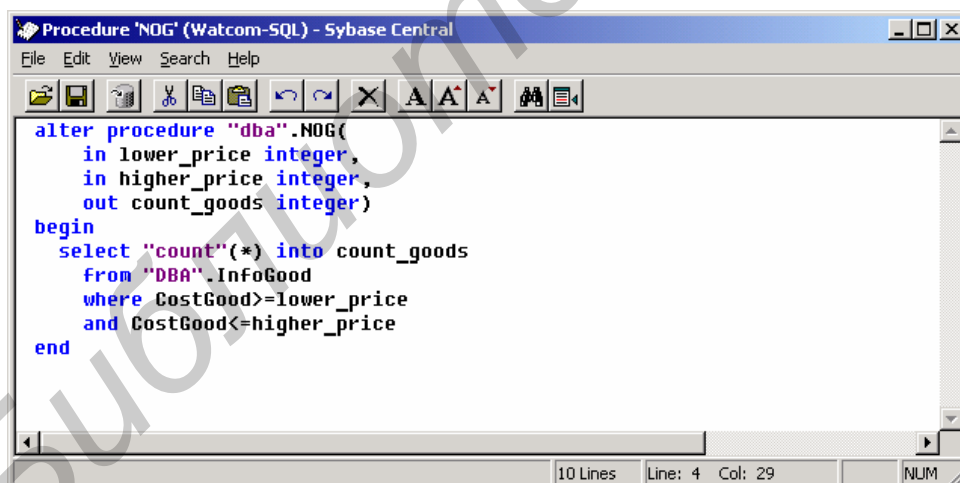 Procedure 'NOG' (Watcom-SQL) - Sybase Central
File Edit View Search Help
alter procedure "dba".NOG(
in lower_price integer,
in higher_price integer,
out count_goods integer)
begin
select "count"(*) into count_goods
from "DBA".InfoGood
where CostGood>=lower_price
and CostGood<=higher_price
end
10 Lines Line: 4 Col: 29 NUM